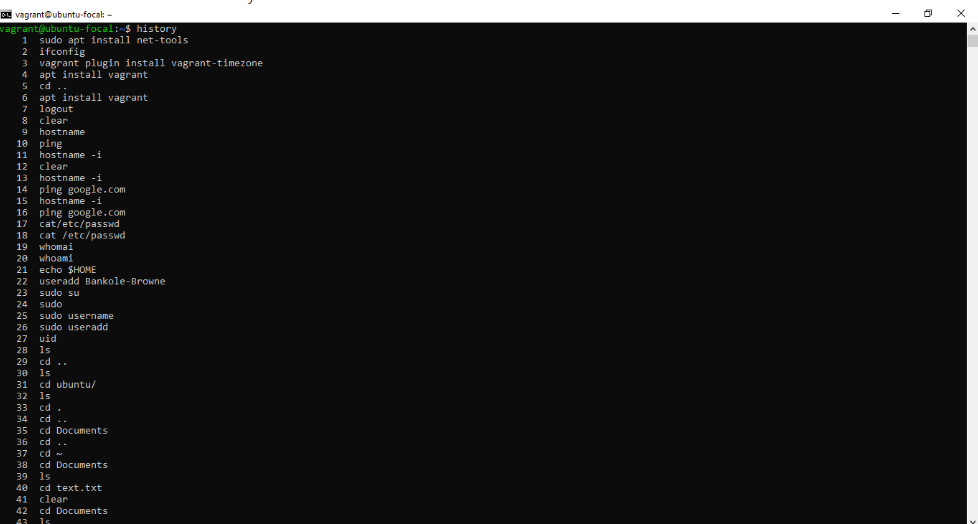 vagrant@ubuntu-focal: ~
vagrant@ubuntu-focal:~$ history
1 sudo apt install net-tools
2 ifconfig
3 vagrant plugin install vagrant-timezone
4 apt install vagrant
5 cd ..
6 apt install vagrant
7 logout
8 clear
9 hostname
10 ping
11 hostname -i
12 clear
13 hostname -i
14 ping google.com
15 hostname -i
16 ping google.com
17 cat/etc/passwd
18 cat /etc/passwd
19 whomai
20 whoami
21 echo $HOME
22 useradd Bankole-Browne
23 sudo su
24 sudo
25 sudo username
26 sudo useradd
27 uid
28 ls
29 cd ..
30 ls
31 cd ubuntu/
32 ls
33 cd .
34 cd ..
35 cd Documents
36 cd ..
37 cd ~
38 cd Documents
39 ls
40 cd text.txt
41 clear
42 cd Documents
43 ls